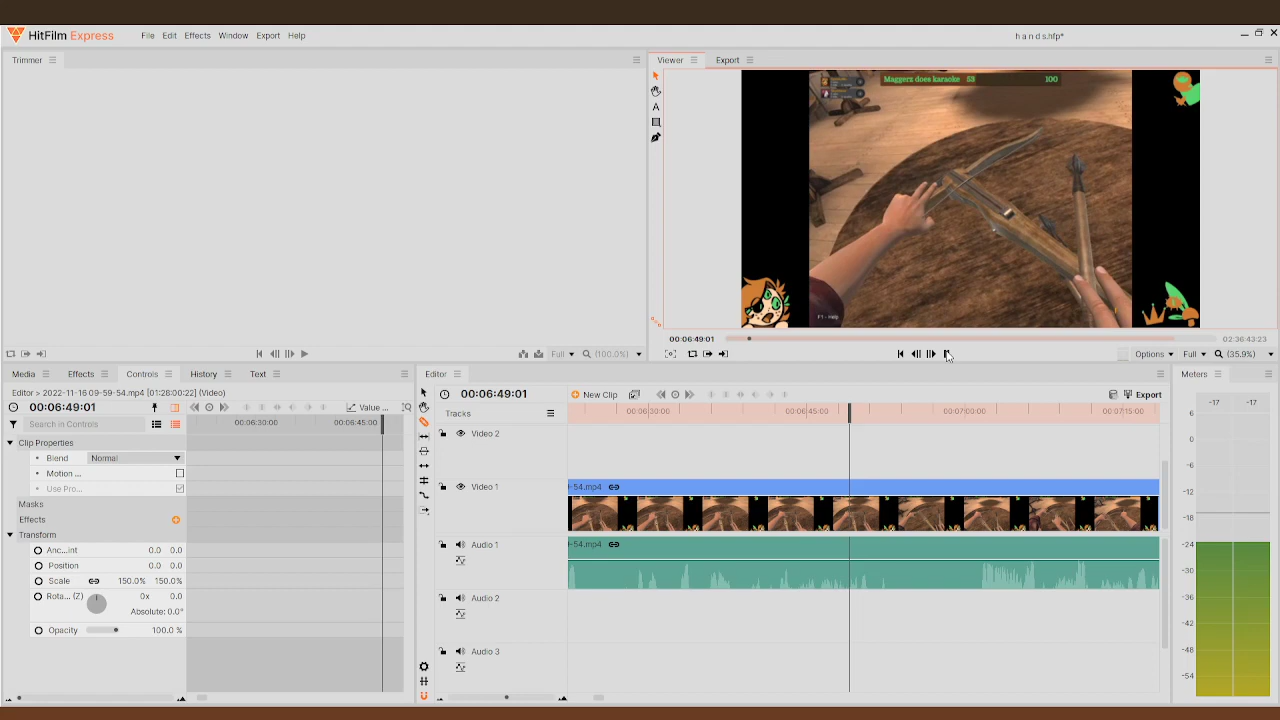 HitFilm Express File Edit Effects Window Export Help h a n d s.hfp*
Trimmer
Viewer Export
Maggerz does karaoke 53 100
F1 - Help
00:06:49:01 02:36:43:23
Full (100.0%)
Options Full (35.9%)
Media Effects Controls History Text
Editor > 2022-11-16 09-59-54.mp4 [01:28:00:22] (Video)
00:06:49:01 Value ...
Search in Controls 00:06:30:00 00:06:45:00
Clip Properties
Blend Normal
Motion ...
Use Pro...
Masks
Effects
Transform
Anc...int 0.0 0.0
Position 0.0 0.0
Scale 150.0% 150.0%
Rota... (Z) 0x 0.0
Absolute: 0.0°
Opacity 100.0 %
Editor
00:06:49:01 New Clip Export
Tracks 00:06:30:00 00:06:45:00 00:07:00:00 00:07:15:00
Video 2
Video 1 -54.mp4
Audio 1 -54.mp4
Audio 2
Audio 3
Meters
-17 -17
6
0
-6
-12
-18
-24
-30
-36
-42
-48
-54